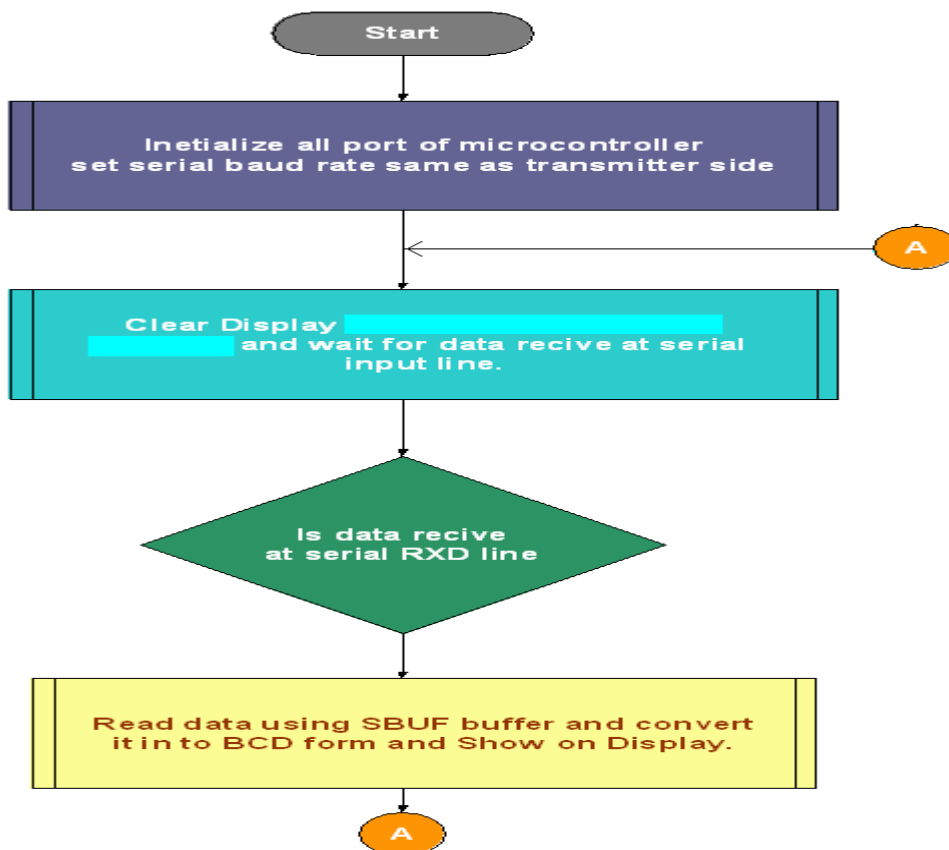 Start
Inetialize all port of microcontroller
set serial baud rate same as transmitter side
A
Clear Display
and wait for data recive at serial
input line.
Is data recive
at serial RXD line
Read data using SBUF buffer and convert
it in to BCD form and Show on Display.
A